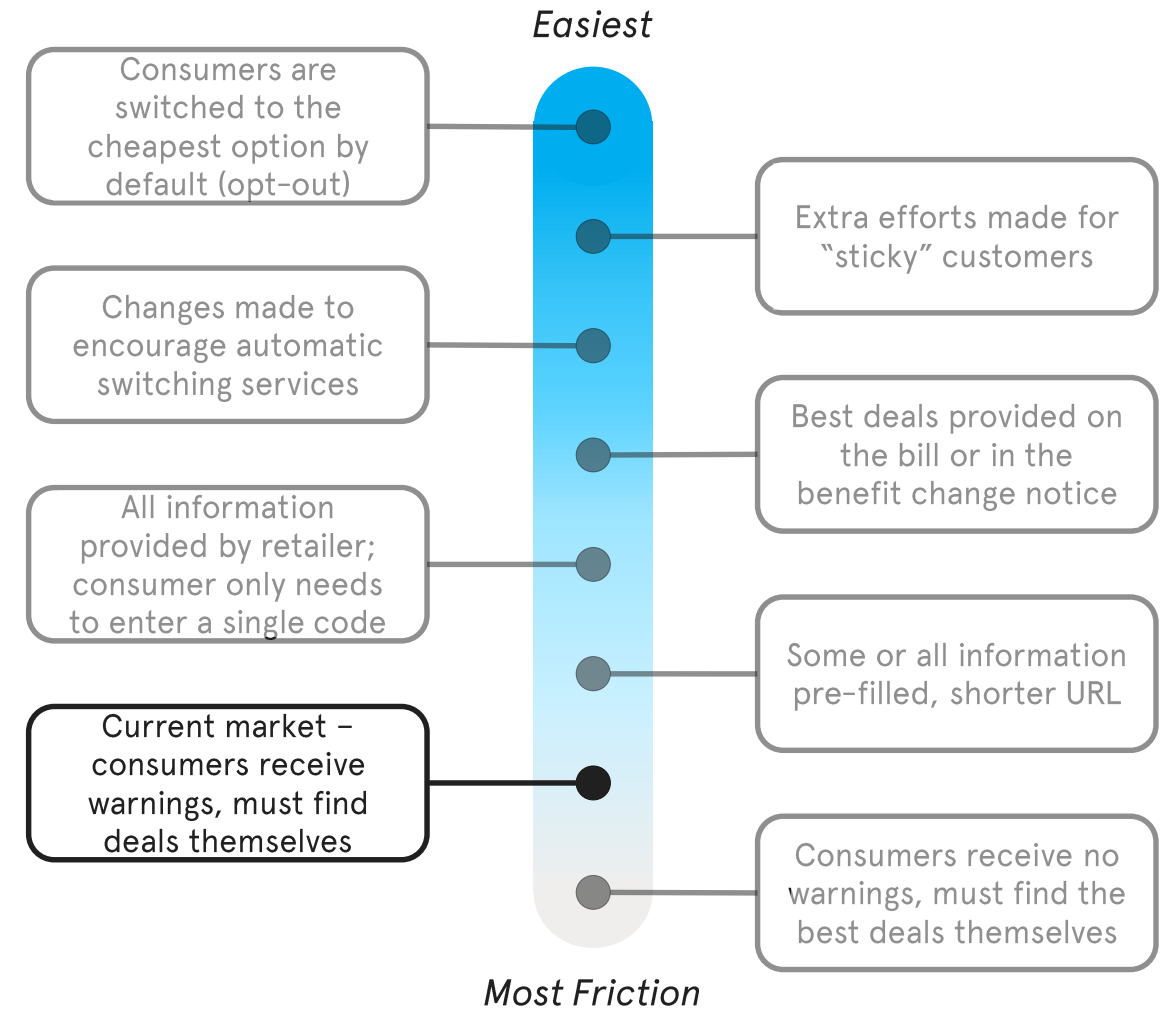 Easiest
Consumers are
switched to the
cheapest option by
default (opt-out)
Extra efforts made for
“sticky” customers
Changes made to
encourage automatic
switching services
Best deals provided on
the bill or in the
benefit change notice
All information
provided by retailer;
consumer only needs
to enter a single code
Some or all information
pre-filled, shorter URL
Current market –
consumers receive
warnings, must find
deals themselves
Consumers receive no
warnings, must find the
best deals themselves
Most Friction